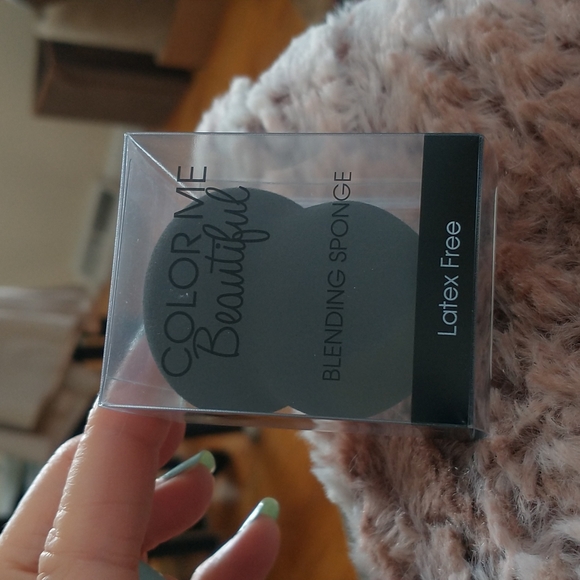 COLOR ME
Beautiful
BLENDING SPONGE
Latex Free